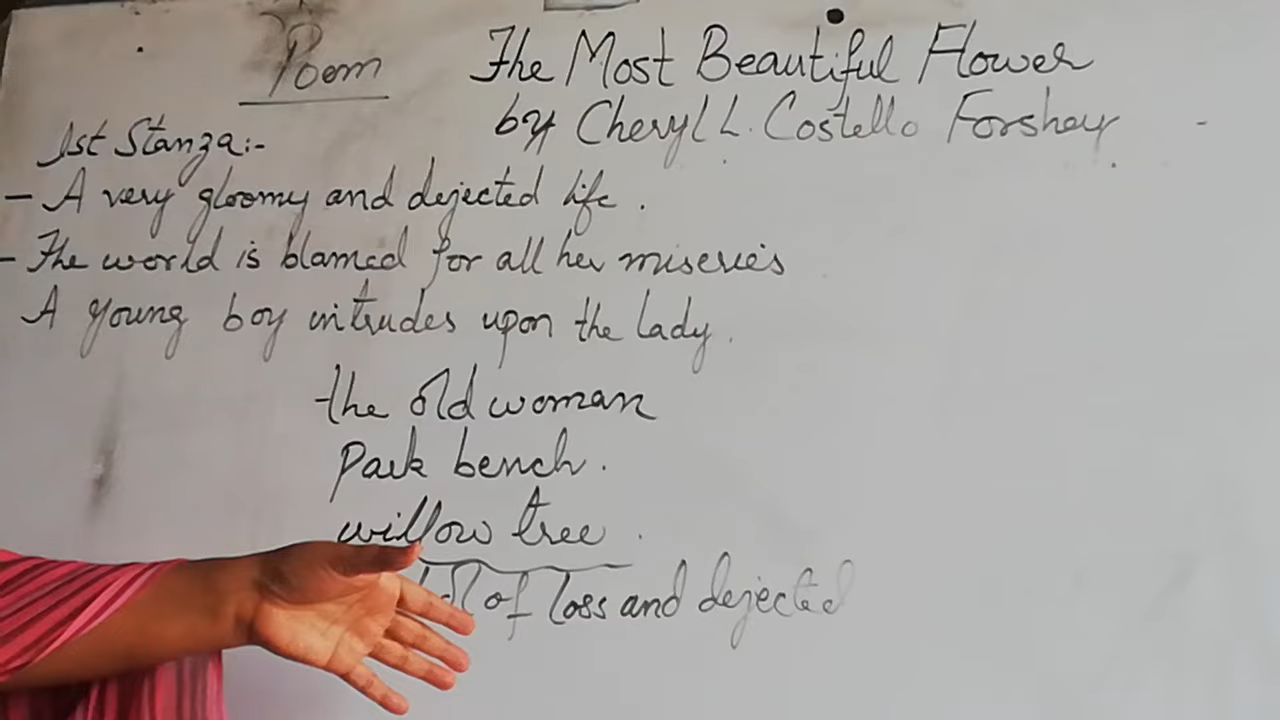 Poem
The Most Beautiful Flower
by Cheryl L. Costello Forshey
1st Stanza:-
- A very gloomy and dejected life.
- The world is blamed for all her miseries
A young boy intrudes upon the lady.
the old woman
Park bench.
willow tree.
of loss and dejected